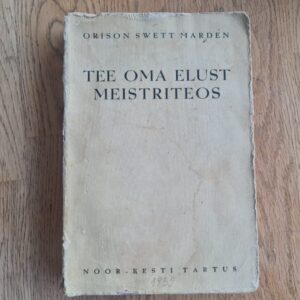 ORISON SWETT MARDEN
TEE OMA ELUST
MEISTRITEOS
NOOR-EESTI TARTUS